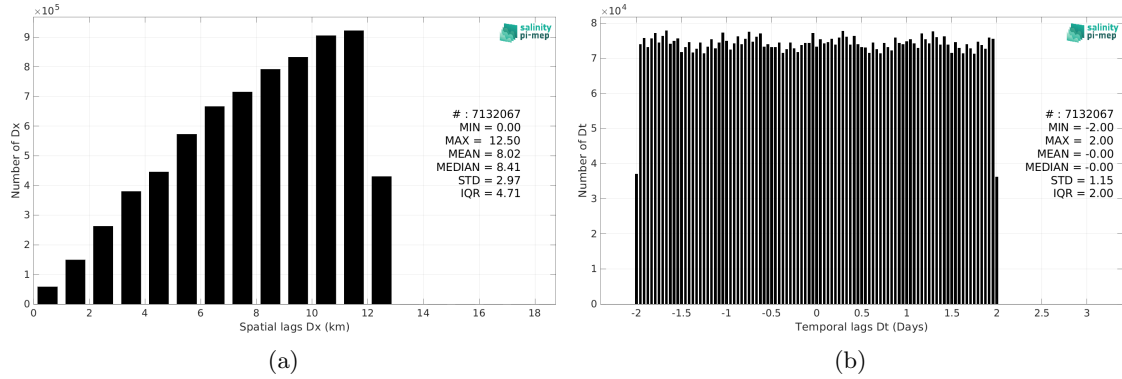 ×10^5
9
8
7
6
5
4
3
2
1
0
Number of Dx
0 2 4 6 8 10 12 14 16 18
Spatial lags Dx (km)
salinity
pi-mep
# : 7132067
MIN = 0.00
MAX = 12.50
MEAN = 8.02
MEDIAN = 8.41
STD = 2.97
IQR = 4.71
(a)
×10^4
8
7
6
5
4
3
2
1
0
Number of Dt
-2 -1.5 -1 -0.5 0 0.5 1 1.5 2 2.5 3
Temporal lags Dt (Days)
salinity
pi-mep
# : 7132067
MIN = -2.00
MAX = 2.00
MEAN = -0.00
MEDIAN = -0.00
STD = 1.15
IQR = 2.00
(b)